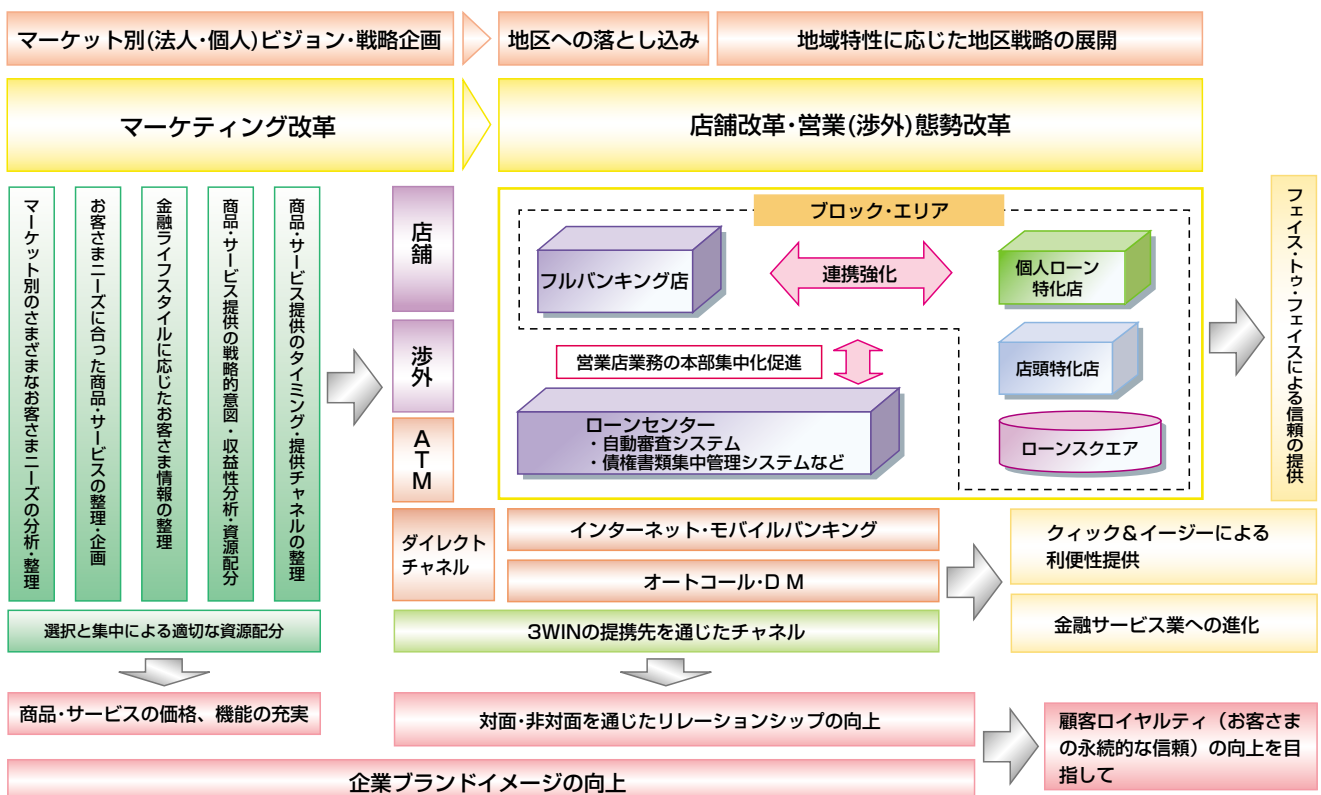 マーケット別(法人・個人)ビジョン・戦略企画
地区への落とし込み
地域特性に応じた地区戦略の展開
マーケティング改革
店舗改革・営業(渉外)態勢改革
マーケット別のさまざまなお客さまニーズの分析・整理
お客さまニーズに合った商品・サービスの整理・企画
金融ライフスタイルに応じたお客さま情報の整理
商品・サービス提供の戦略的意図・収益性分析・資源配分
商品・サービス提供のタイミング・提供チャネルの整理
選択と集中による適切な資源配分
商品・サービスの価格、機能の充実
店舗
渉外
ATM
ダイレクト
チャネル
ブロック・エリア
フルバンキング店
連携強化
個人ローン
特化店
営業店業務の本部集中化促進
店頭特化店
ローンセンター
・自動審査システム
・債権書類集中管理システムなど
ローンスクエア
インターネット・モバイルバンキング
オートコール・D M
3WINの提携先を通じたチャネル
フェイス・トゥ・フェイスによる信頼の提供
クィック&イージーによる
利便性提供
金融サービス業への進化
対面・非対面を通じたリレーションシップの向上
顧客ロイヤルティ（お客さま
の永続的な信頼）の向上を目
指して
企業ブランドイメージの向上